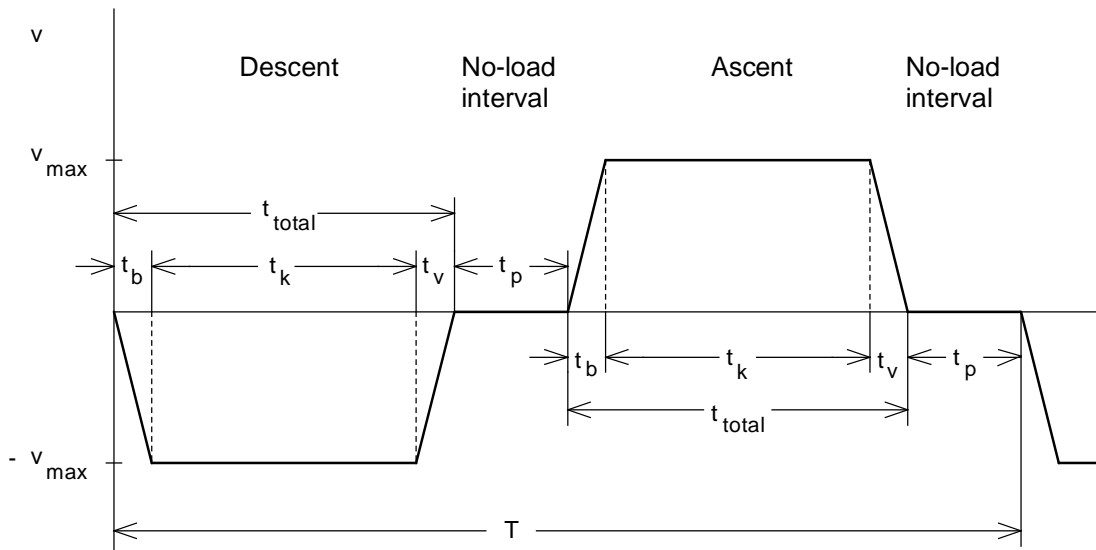 v
Descent
No-load
interval
Ascent
No-load
interval
v max
t total
t b
t k
t v
t p
t b
t k
t v
t p
t total
- v max
T